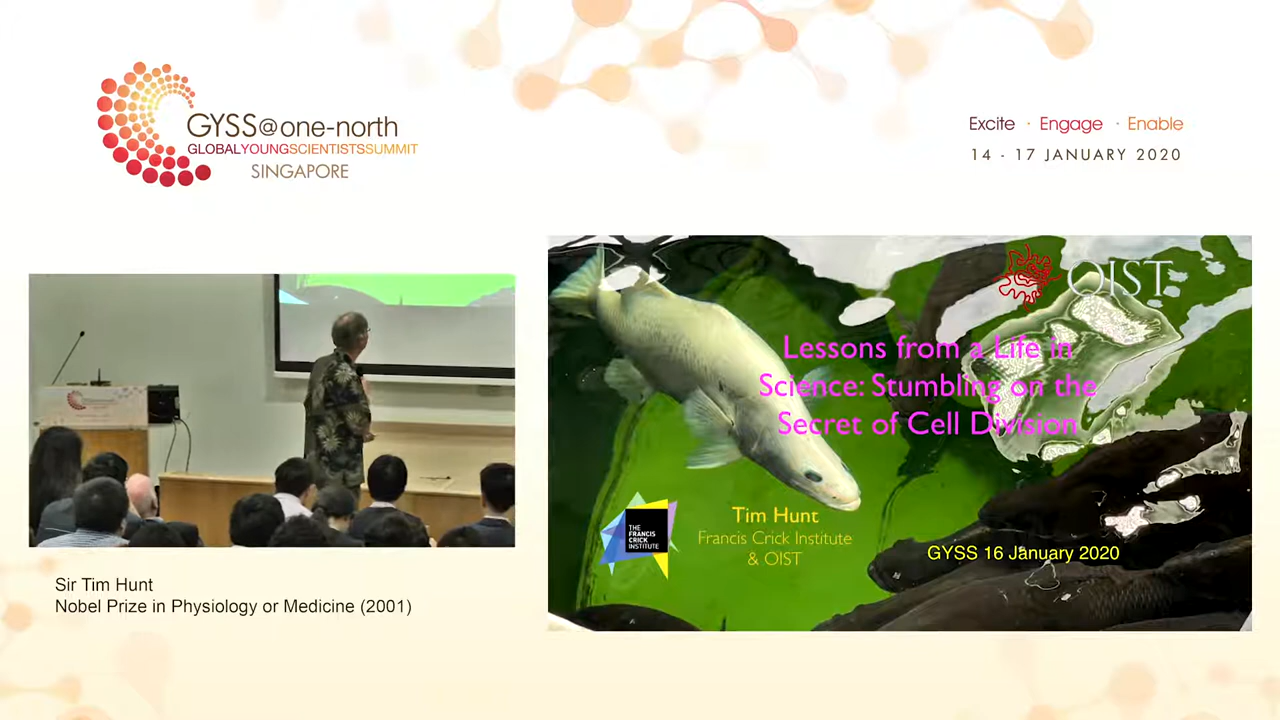 GYSS@one-north
GLOBALYOUNGSCIENTISTSSUMMIT
SINGAPORE
Excite · Engage · Enable
14 - 17 JANUARY 2020
OIST
Lessons from a Life in
Science: Stumbling on the
Secret of Cell Division
THE
FRANCIS
CRICK
INSTITUTE
Tim Hunt
Francis Crick Institute
& OIST
GYSS 16 January 2020
Sir Tim Hunt
Nobel Prize in Physiology or Medicine (2001)